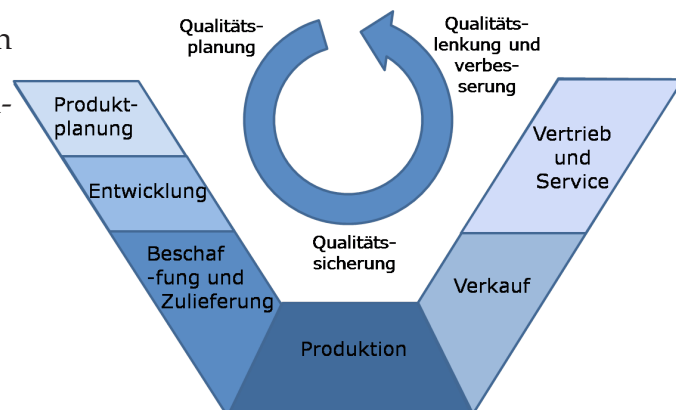 Qualitäts-
planung
Qualitäts-
lenkung und
verbes-
serung
Produkt-
planung
Entwicklung
Beschaf
-fung und
Zulieferung
Qualitäts-
sicherung
Produktion
Vertrieb
und
Service
Verkauf